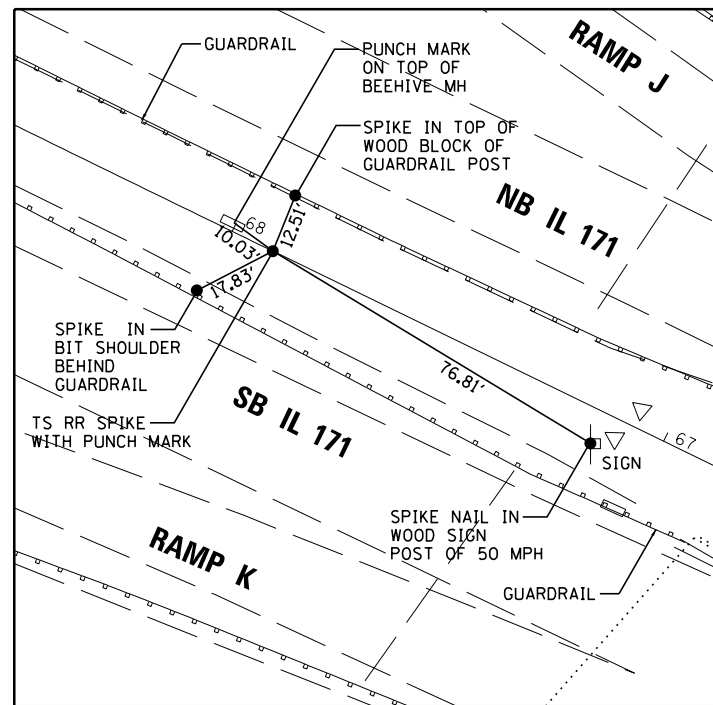 GUARDRAIL
PUNCH MARK
ON TOP OF
BEEHIVE MH
RAMP J
SPIKE IN TOP OF
WOOD BLOCK OF
GUARDRAIL POST
NB IL 171
68
10.03'
12.51'
17.83'
SPIKE IN
BIT SHOULDER
BEHIND
GUARDRAIL
76.81'
TS RR SPIKE
WITH PUNCH MARK
SB IL 171
67
SIGN
SPIKE NAIL IN
WOOD SIGN
POST OF 50 MPH
RAMP K
GUARDRAIL